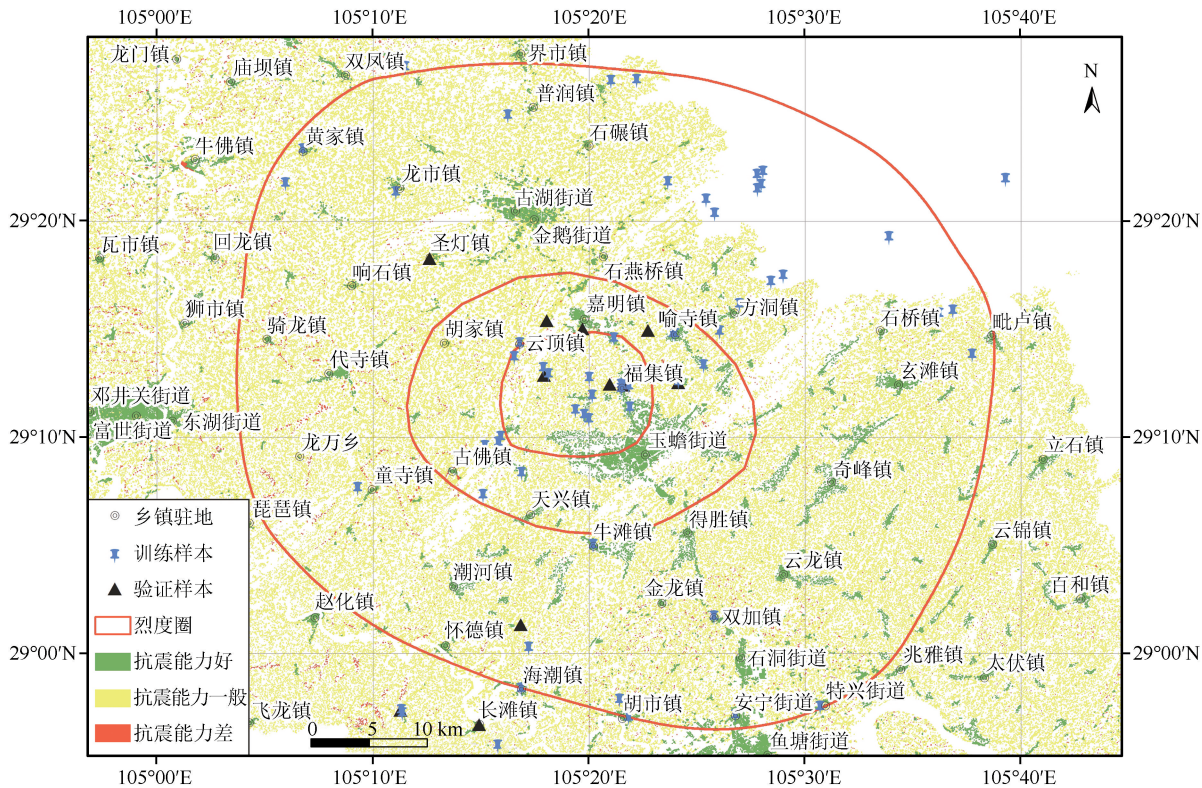 105°00′E 105°10′E 105°20′E 105°30′E 105°40′E
龙门镇
双凤镇
界市镇
庙坝镇
N
普润镇
石碾镇
黄家镇
牛佛镇
龙市镇
古湖街道
29°20′N
29°20′N
金鹅街道
瓦市镇
回龙镇
圣灯镇
响石镇
石燕桥镇
狮市镇
嘉明镇
方洞镇
喻寺镇
石桥镇
毗卢镇
骑龙镇
胡家镇
云顶镇
代寺镇
福集镇
玄滩镇
邓井关街道
东湖街道
富世街道
29°10′N
29°10′N
龙万乡
玉蟾街道
立石镇
古佛镇
奇峰镇
童寺镇
天兴镇
琵琶镇
牛滩镇
得胜镇
云锦镇
云龙镇
潮河镇
金龙镇
百和镇
赵化镇
双加镇
怀德镇
29°00′N
石洞街道
兆雅镇
太伏镇
29°00′N
海潮镇
特兴街道
胡市镇
安宁街道
飞龙镇
长滩镇
鱼塘街道
乡镇驻地
训练样本
验证样本
烈度圈
抗震能力好
抗震能力一般
抗震能力差
0 5 10 km
105°00′E 105°10′E 105°20′E 105°30′E 105°40′E